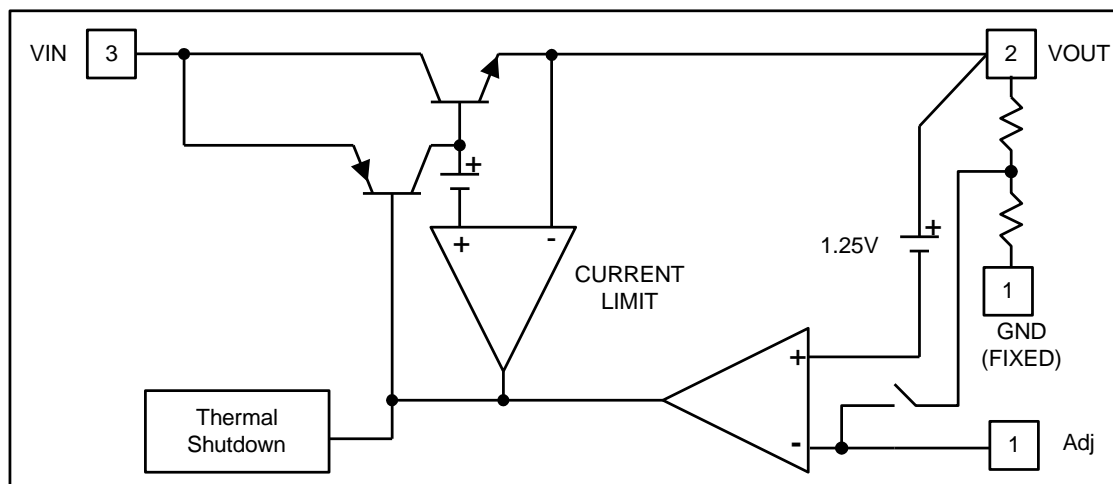 VIN
3
2
VOUT
+
+
-
CURRENT
LIMIT
1.25V
+
1
GND
(FIXED)
+
-
Thermal
Shutdown
1
Adj